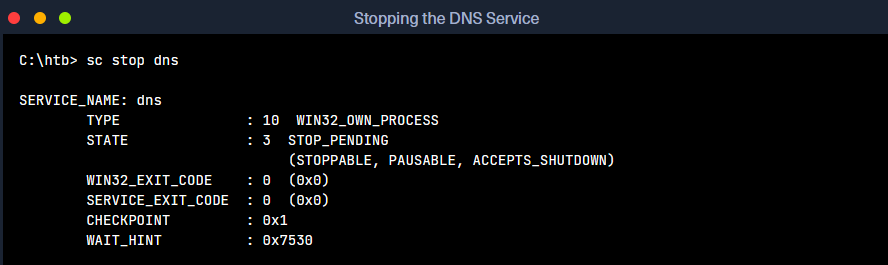 Stopping the DNS Service
C:\htb> sc stop dns
SERVICE_NAME: dns
        TYPE               : 10  WIN32_OWN_PROCESS
        STATE              : 3  STOP_PENDING
                                (STOPPABLE, PAUSABLE, ACCEPTS_SHUTDOWN)
        WIN32_EXIT_CODE    : 0  (0x0)
        SERVICE_EXIT_CODE  : 0  (0x0)
        CHECKPOINT         : 0x1
        WAIT_HINT          : 0x7530